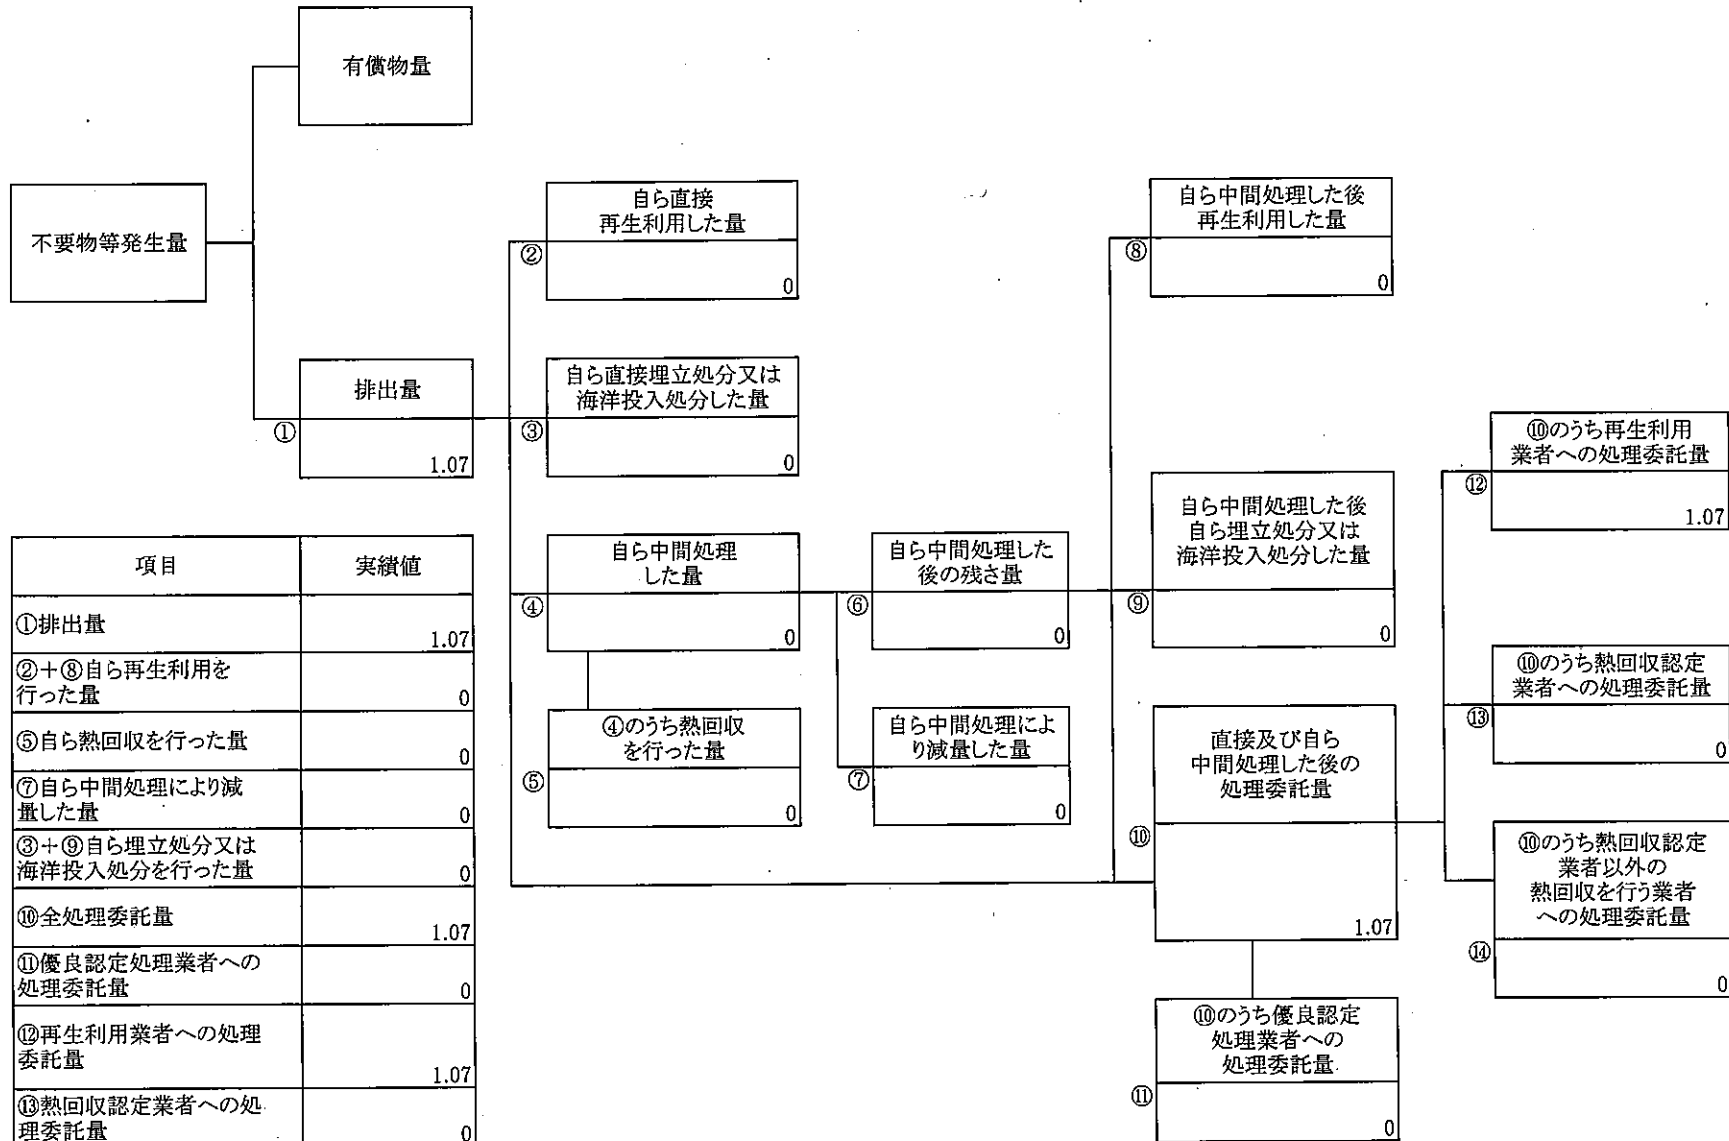 有償物量
不要物等発生量
排出量
①
1.07
自ら直接
再生利用した量
②
0
自ら直接埋立処分又は
海洋投入処分した量
③
0
自ら中間処理
した量
④
0
④のうち熱回収
を行った量
⑤
0
自ら中間処理した
後の残さ量
⑥
0
自ら中間処理によ
り減量した量
⑦
0
自ら中間処理した後
再生利用した量
⑧
0
自ら中間処理した後
自ら埋立処分又は
海洋投入処分した量
⑨
0
直接及び自ら
中間処理した後の
処理委託量
⑩
1.07
⑩のうち優良認定
処理業者への
処理委託量
⑪
0
⑩のうち再生利用
業者への処理委託量
⑫
1.07
⑩のうち熱回収認定
業者への処理委託量
⑬
0
⑩のうち熱回収認定
業者以外の
熱回収を行う業者
への処理委託量
⑭
0
項目 実績値
①排出量
1.07
②+⑧自ら再生利用を
行った量
0
⑤自ら熱回収を行った量
0
⑦自ら中間処理により減
量した量
0
③+⑨自ら埋立処分又は
海洋投入処分を行った量
0
⑩全処理委託量
1.07
⑪優良認定処理業者への
処理委託量
0
⑫再生利用業者への処理
委託量
1.07
⑬熱回収認定業者への処
理委託量
0